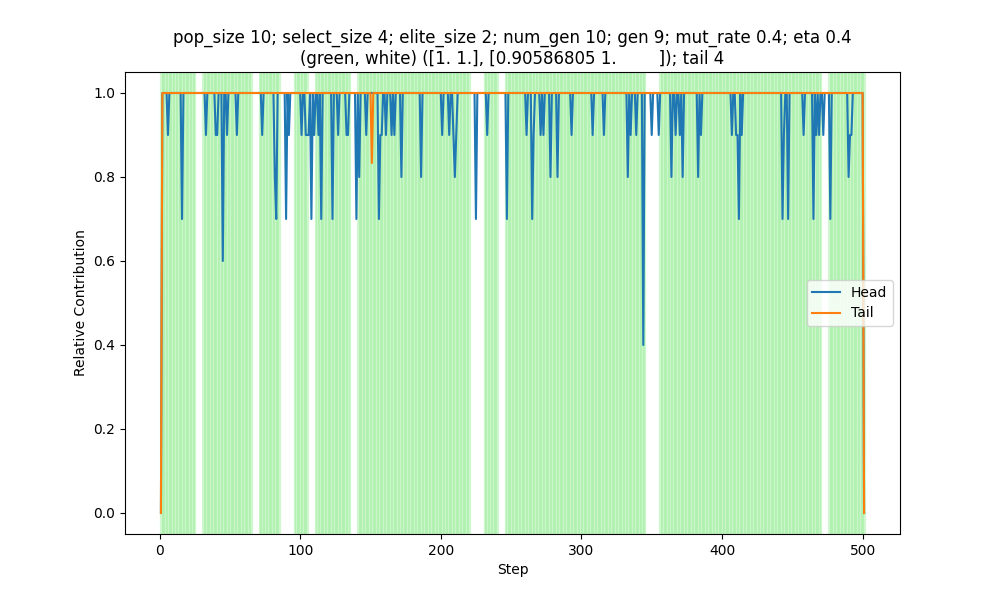 pop_size 10; select_size 4; elite_size 2; num_gen 10; gen 9; mut_rate 0.4; eta 0.4
(green, white) ([1. 1.], [0.90586805 1.        ]); tail 4
1.0
0.8
0.6
0.4
0.2
0.0
Relative Contribution
Head
Tail
0
100
200
300
400
500
Step